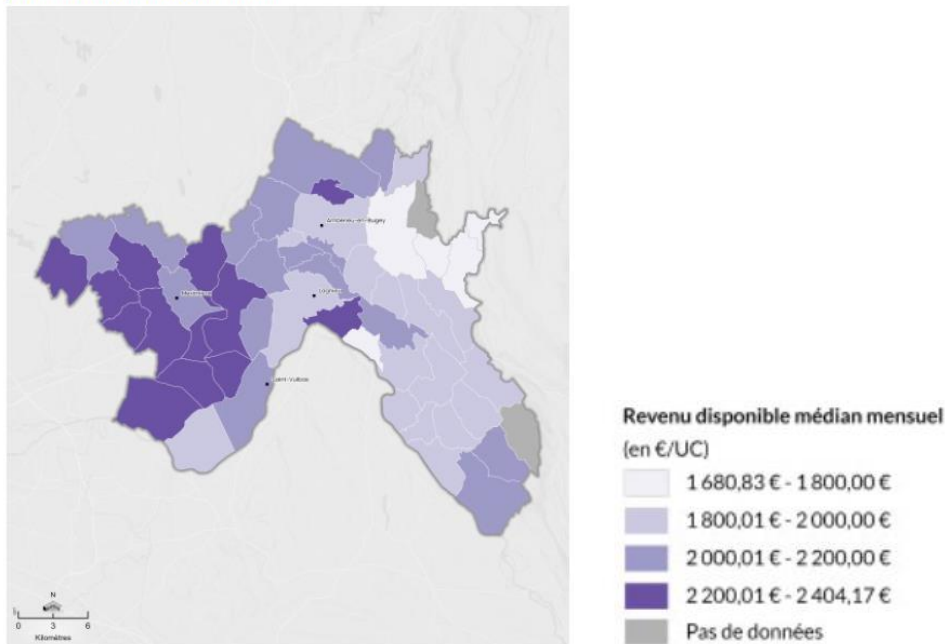 Ambérieu-en-Bugey
Lagnieu
Saint-Vulbas
N
0 3 6
Kilomètres
Revenu disponible médian mensuel
(en €/UC)
1 680,83 € - 1 800,00 €
1 800,01 € - 2 000,00 €
2 000,01 € - 2 200,00 €
2 200,01 € - 2 404,17 €
Pas de données